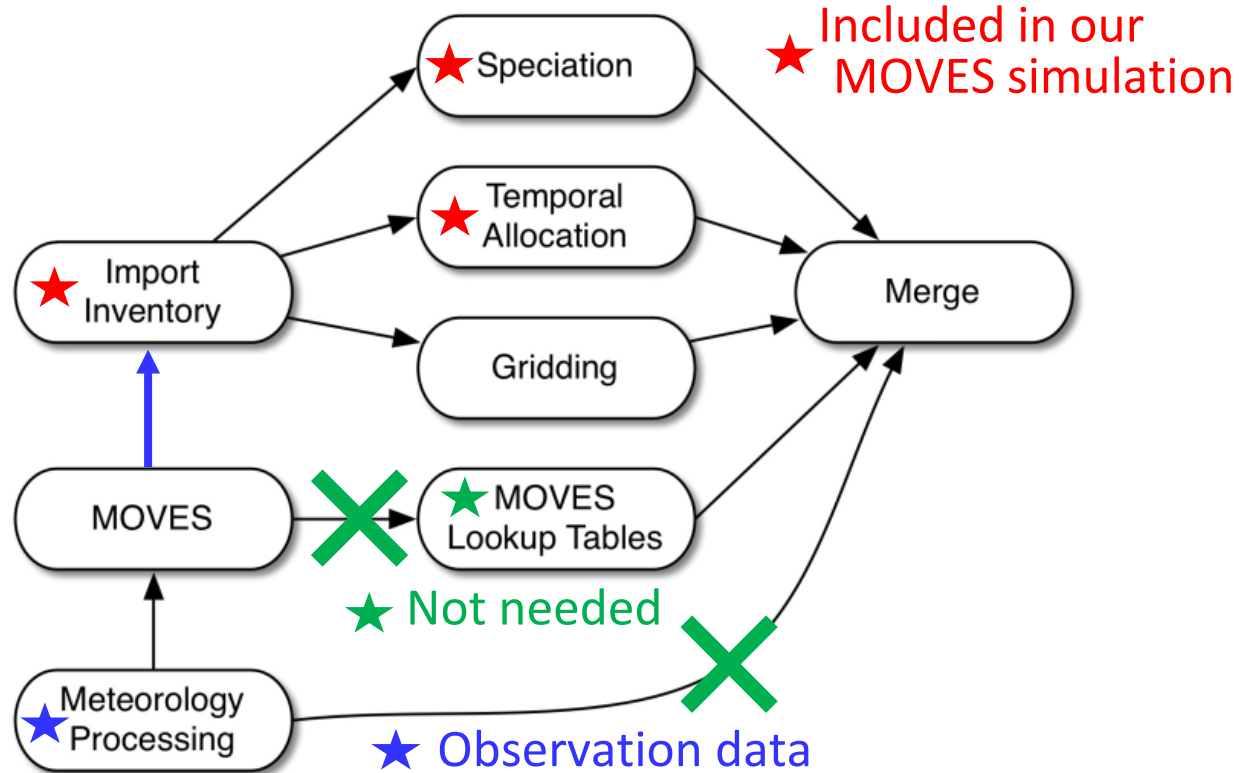 Speciation
Included in our
MOVES simulation
Temporal
Allocation
Import
Inventory
Merge
Gridding
MOVES
MOVES
Lookup Tables
Not needed
Meteorology
Processing
Observation data